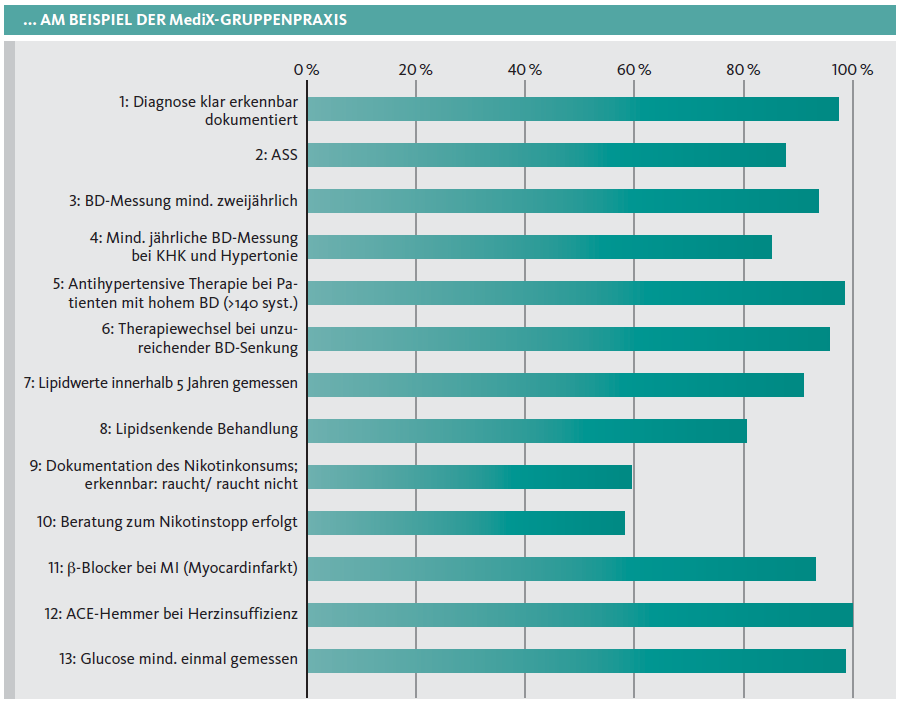 ... AM BEISPIEL DER MediX-GRUPPENPRAXIS
0 % 20 % 40 % 60 % 80 % 100 %
1: Diagnose klar erkennbar
dokumentiert
2: ASS
3: BD-Messung mind. zweijährlich
4: Mind. jährliche BD-Messung
bei KHK und Hypertonie
5: Antihypertensive Therapie bei Pa-
tienten mit hohem BD (>140 syst.)
6: Therapiewechsel bei unzu-
reichender BD-Senkung
7: Lipidwerte innerhalb 5 Jahren gemessen
8: Lipidsenkende Behandlung
9: Dokumentation des Nikotinkonsums;
erkennbar: raucht/ raucht nicht
10: Beratung zum Nikotinstopp erfolgt
11: β-Blocker bei MI (Myocardinfarkt)
12: ACE-Hemmer bei Herzinsuffizienz
13: Glucose mind. einmal gemessen